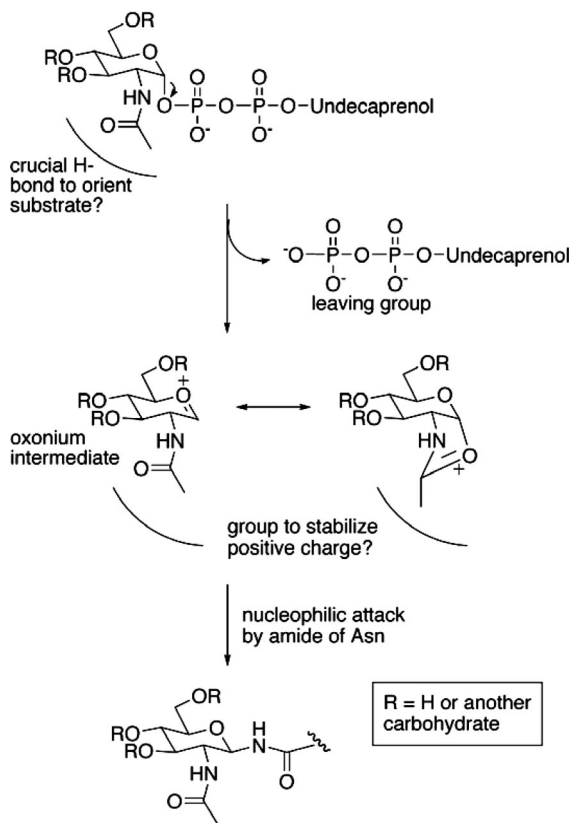 OR
RO
RO
O
HN
O
O
O–P–O–P–O–Undecaprenol
O
O- O-
crucial H-
bond to orient
substrate?
O O
-O–P–O–P–O–Undecaprenol
O- O-
leaving group
OR
RO
RO
O+
NH
O
oxonium
intermediate
OR
RO
RO
O
HN
O
+
group to stabilize
positive charge?
nucleophilic attack
by amide of Asn
R = H or another
carbohydrate
OR
RO
RO
O
H
N
NH
O
O